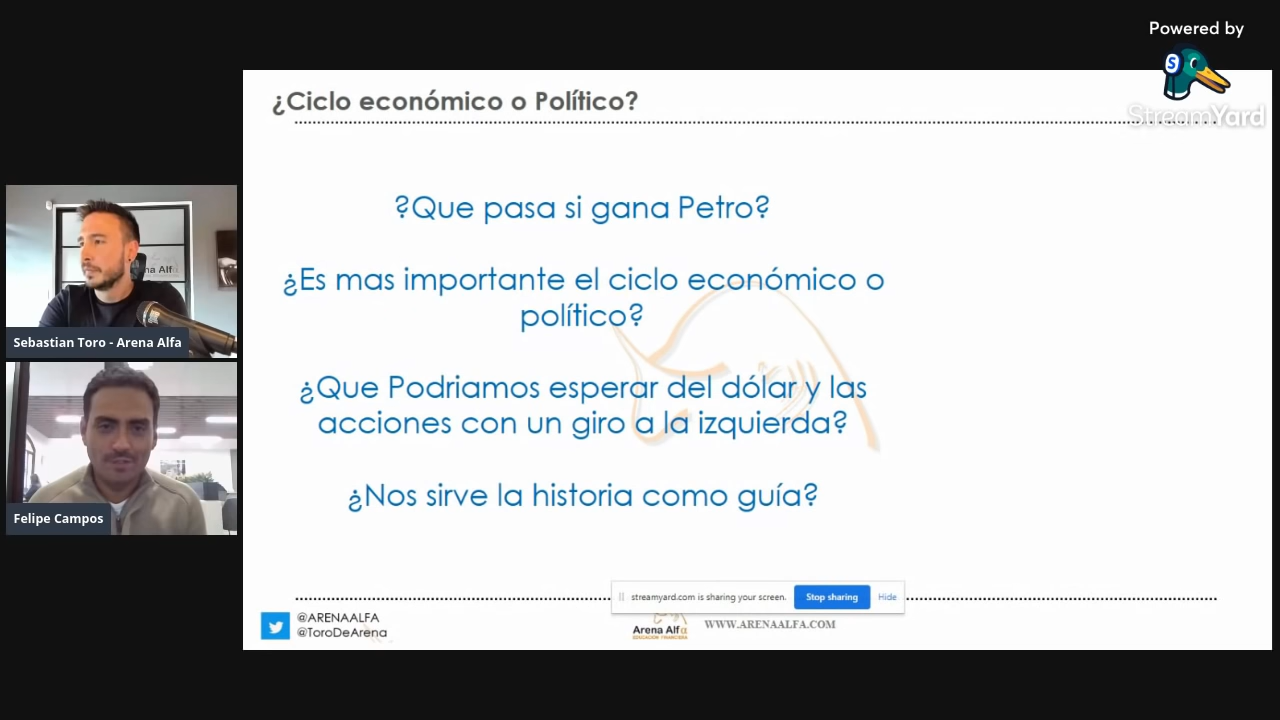 Powered by
StreamYard
¿Ciclo económico o Político?
?Que pasa si gana Petro?
¿Es mas importante el ciclo económico o
político?
¿Que Podriamos esperar del dólar y las
acciones con un giro a la izquierda?
¿Nos sirve la historia como guía?
Sebastian Toro - Arena Alfa
Felipe Campos
streamyard.com is sharing your screen.
Stop sharing
Hide
@ARENAALFA
@ToroDeArena
Arena Alfα
EDUCACIÓN FINANCIERA
WWW.ARENAALFA.COM